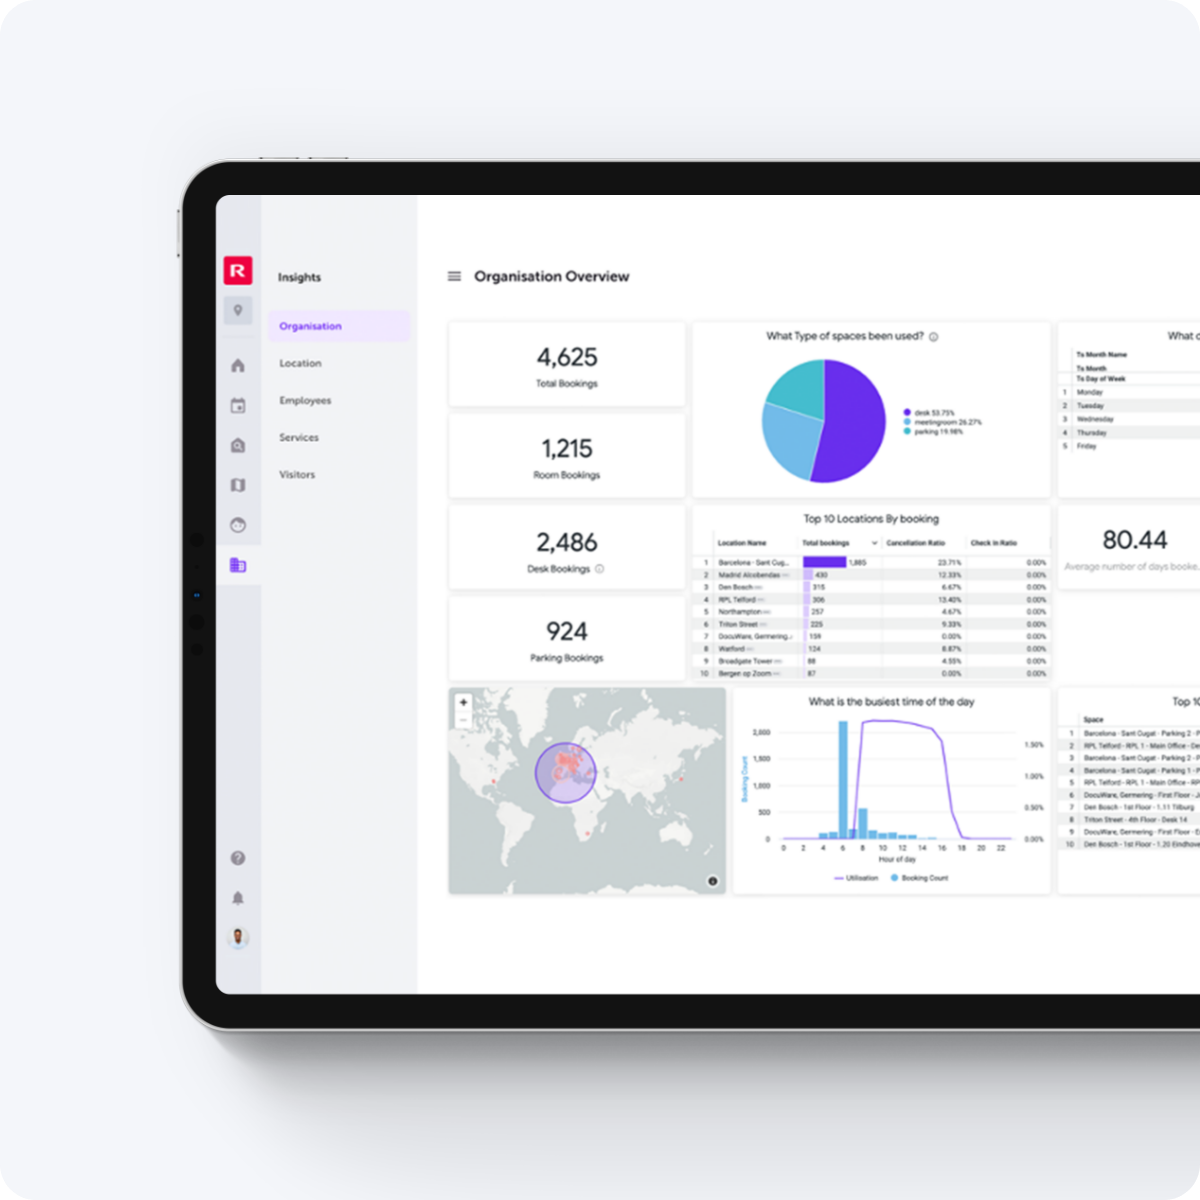 R
Insights
Organisation
Location
Employees
Services
Visitors
Organisation Overview
4,625
Total Bookings
1,215
Room Bookings
2,486
Desk Bookings
924
Parking Bookings
What Type of spaces been used?
desk 53.75%
meetingroom 26.27%
parking 19.98%
What
Ts Month Name
Ts Month
Ts Day of Week
1 Monday
2 Tuesday
3 Wednesday
4 Thursday
5 Friday
Top 10 Locations By booking
Location Name Total bookings Cancellation Ratio Check In Ratio
1 Barcelona - Sant Cug... 1,885 23.71% 0.00%
2 Madrid Alcobendas 430 12.33% 0.00%
3 Den Bosch 315 6.67% 0.00%
4 RPL Telford 306 13.40% 0.00%
5 Northampton 257 4.67% 0.00%
6 Triton Street 225 9.33% 0.00%
7 DocuWare, Germering... 159 0.00% 0.00%
8 Watford 124 8.87% 0.00%
9 Broadgate Tower 88 4.55% 0.00%
10 Bergen op Zoom 87 0.00% 0.00%
80.44
Average number of days booke
+
−
What is the busiest time of the day
Booking Count
2,000
1,500
1,000
500
0
1.50%
1.00%
0.50%
0.00%
0 2 4 6 8 10 12 14 16 18 20 22
Hour of day
Utilisation Booking Count
Top 10
Space
1 Barcelona - Sant Cugat - Parking 2 - P
2 RPL Telford - RPL 1 - Main Office - De
3 Barcelona - Sant Cugat - Parking 2 - P
4 Barcelona - Sant Cugat - Parking 1 - P
5 RPL Telford - RPL 1 - Main Office - RP
6 DocuWare, Germering - First Floor - J
7 Den Bosch - 1st Floor - 1.11 Tilburg
8 Triton Street - 4th Floor - Desk 14
9 DocuWare, Germering - First Floor - E
10 Den Bosch - 1st Floor - 1.20 Eindhove